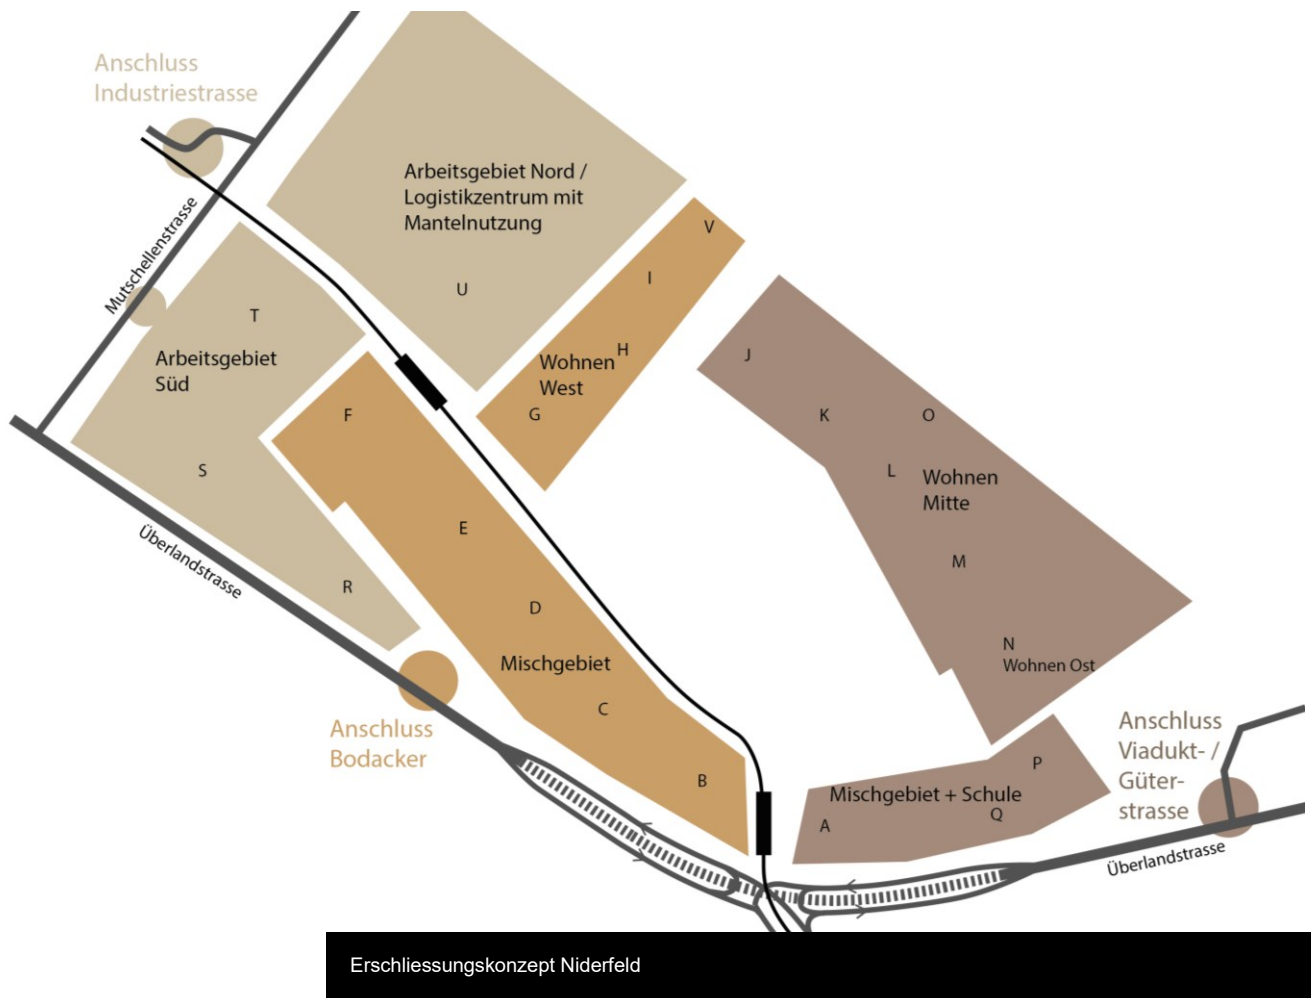 Anschluss
Industriestrasse
Mutschellenstrasse
Arbeitsgebiet Nord /
Logistikzentrum mit
Mantelnutzung
U
V
I
H
Wohnen
West
G
T
Arbeitsgebiet
Süd
S
R
F
E
D
Mischgebiet
C
B
J
K
O
L
Wohnen
Mitte
M
N
Wohnen Ost
Überlandstrasse
Anschluss
Bodacker
P
Mischgebiet + Schule
Q
A
Anschluss
Viadukt- /
Güter-
strasse
Überlandstrasse
Erschliessungskonzept Niderfeld